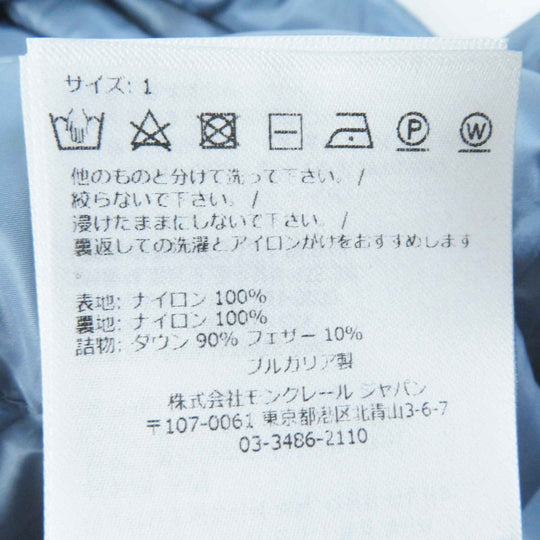 サイズ: 1
P W
他のものと分けて洗って下さい。/
絞らないで下さい。/
浸けたままにしないで下さい。/
裏返しての洗濯とアイロンがけをおすすめします
。
表地: ナイロン 100%
裏地: ナイロン 100%
詰物: ダウン 90% フェザー 10%
ブルガリア製
株式会社モンクレール ジャパン
〒107-0061 東京都港区北青山3-6-7
03-3486-2110